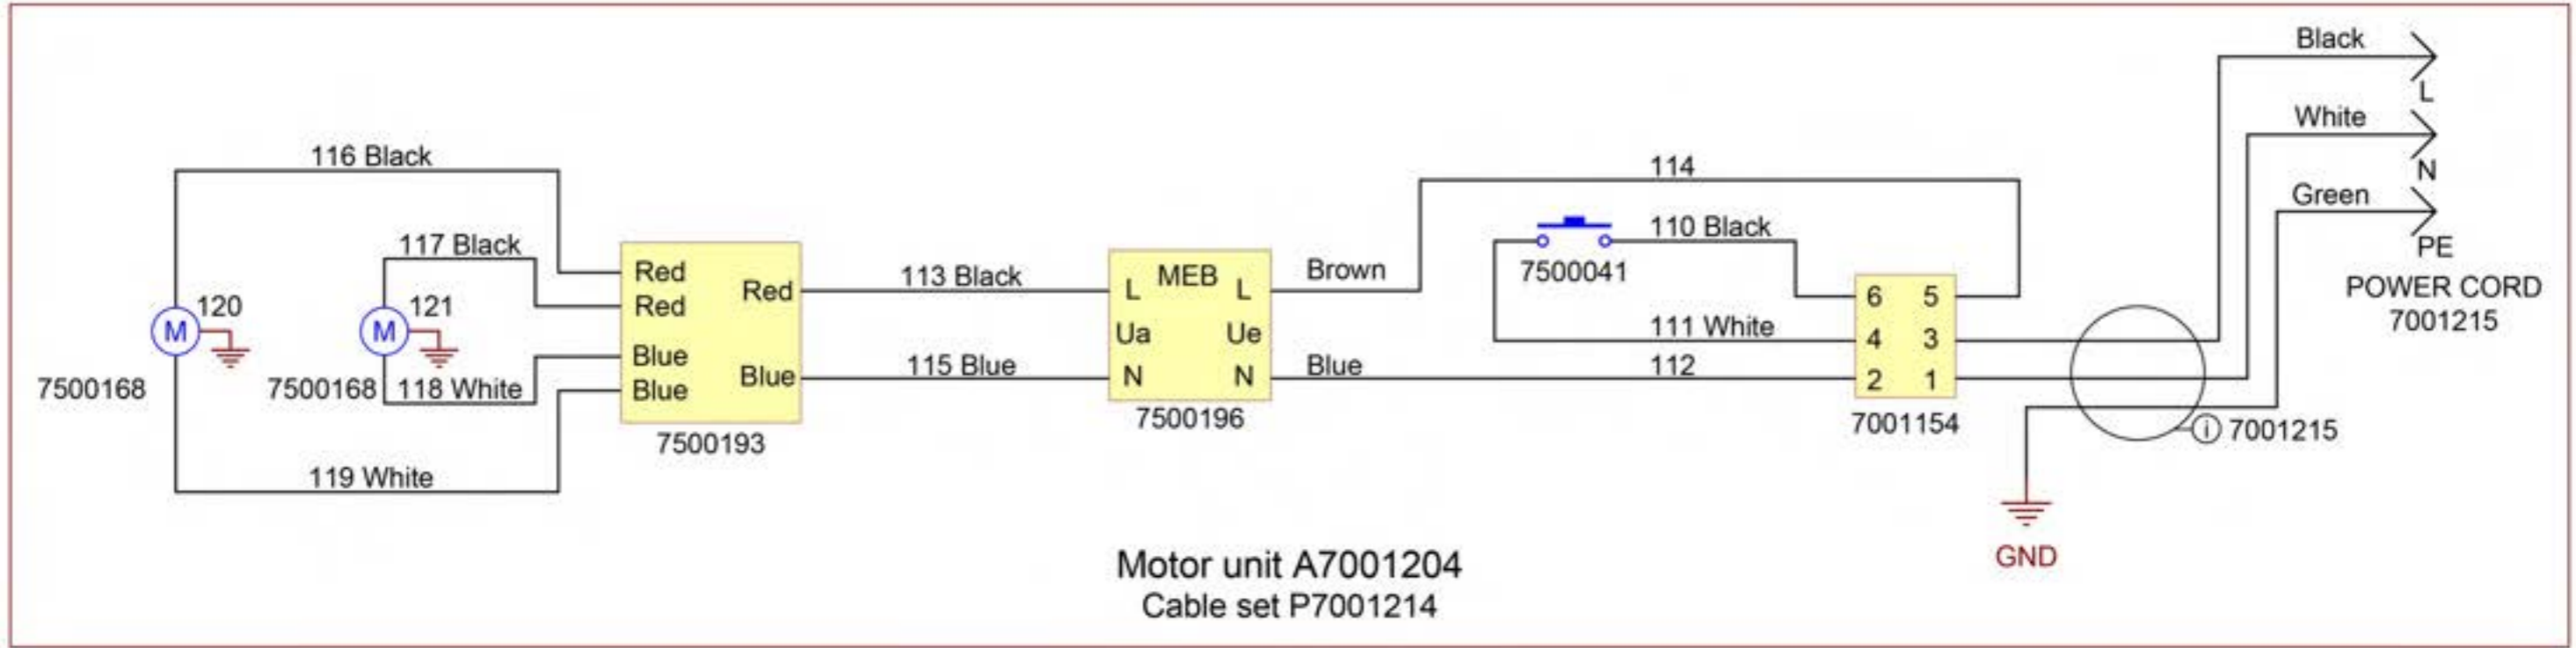 Black
L
White
N
Green
PE
POWER CORD
7001215
116 Black
117 Black
120
121
7500168
7500168
118 White
119 White
Red
Red
Blue
Blue
Red
Blue
7500193
113 Black
115 Blue
MEB
L
L
Ua
Ue
N
N
7500196
Brown
Blue
114
110 Black
7500041
111 White
112
6 5
4 3
2 1
7001154
i 7001215
GND
M
M
Motor unit A7001204
Cable set P7001214